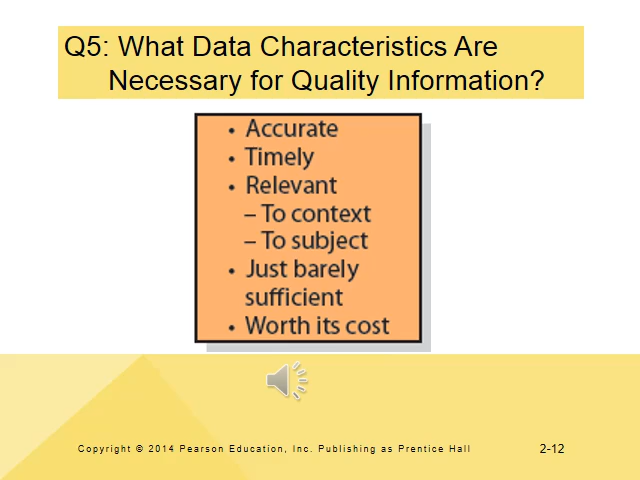 Q5: What Data Characteristics Are
Necessary for Quality Information?
• Accurate
• Timely
• Relevant
– To context
– To subject
• Just barely
sufficient
• Worth its cost
Copyright © 2014 Pearson Education, Inc. Publishing as Prentice Hall
2-12